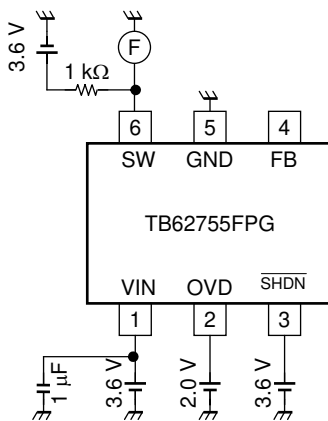 3.6 V
F
1 kΩ
6 5 4
SW GND FB
TB62755FPG
VIN OVD SHDN
1 2 3
1 μF
3.6 V
2.0 V
3.6 V